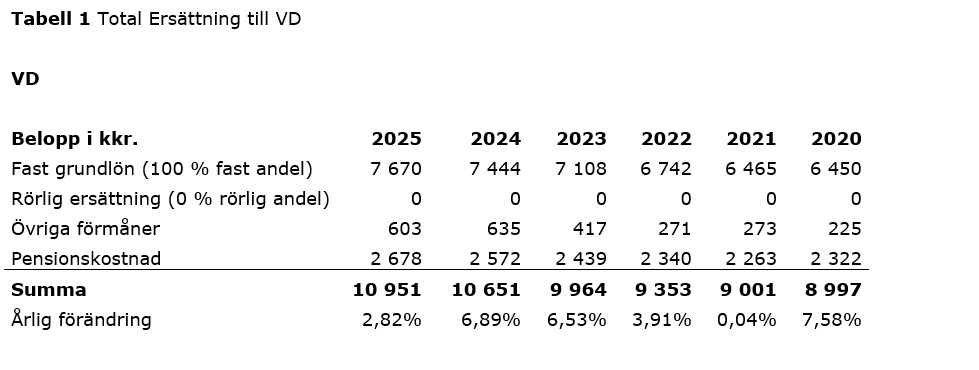 Tabell 1 Total Ersättning till VD
VD
Belopp i kkr. 2025 2024 2023 2022 2021 2020
Fast grundlön (100 % fast andel) 7 670 7 444 7 108 6 742 6 465 6 450
Rörlig ersättning (0 % rörlig andel) 0 0 0 0 0 0
Övriga förmåner 603 635 417 271 273 225
Pensionskostnad 2 678 2 572 2 439 2 340 2 263 2 322
Summa 10 951 10 651 9 964 9 353 9 001 8 997
Årlig förändring 2,82% 6,89% 6,53% 3,91% 0,04% 7,58%